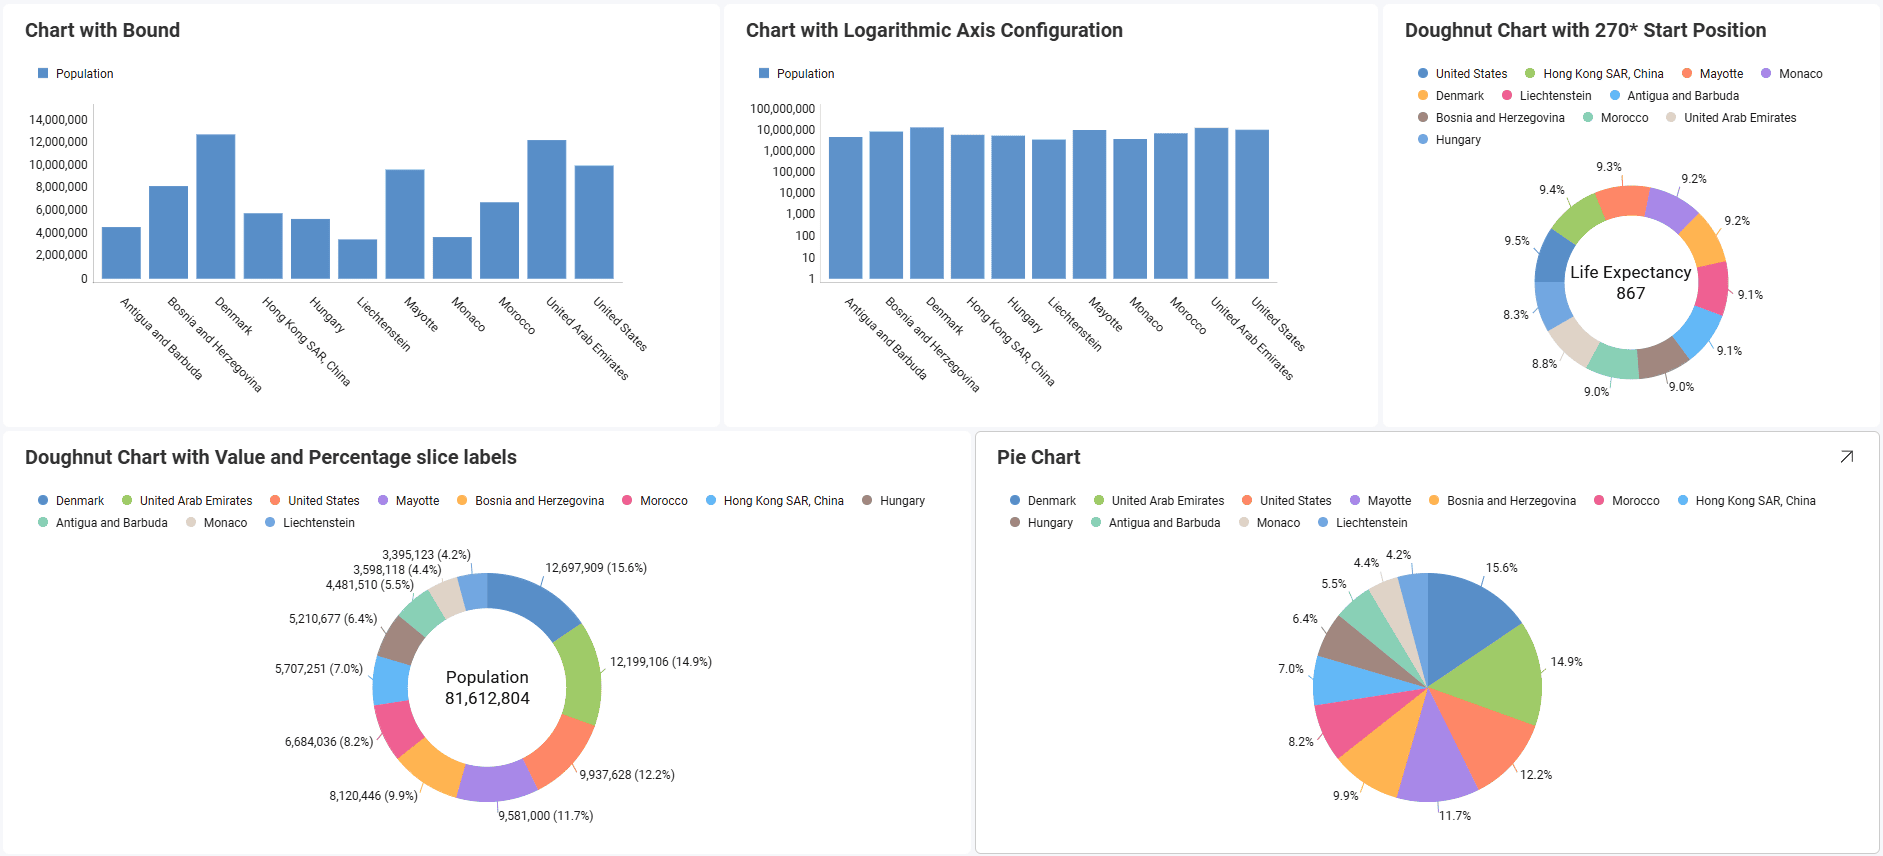 Chart with Bound
Population
14,000,000
12,000,000
10,000,000
8,000,000
6,000,000
4,000,000
2,000,000
0
Antigua and Barbuda
Bosnia and Herzegovina
Denmark
Hong Kong SAR, China
Hungary
Liechtenstein
Mayotte
Monaco
Morocco
United Arab Emirates
United States
Chart with Logarithmic Axis Configuration
Population
100,000,000
10,000,000
1,000,000
100,000
10,000
1,000
100
10
1
Antigua and Barbuda
Bosnia and Herzegovina
Denmark
Hong Kong SAR, China
Hungary
Liechtenstein
Mayotte
Monaco
Morocco
United Arab Emirates
United States
Doughnut Chart with 270* Start Position
United States Hong Kong SAR, China Mayotte Monaco
Denmark Liechtenstein Antigua and Barbuda
Bosnia and Herzegovina Morocco United Arab Emirates
Hungary
9.3%
9.2%
9.4%
9.2%
9.5%
Life Expectancy
867
9.1%
8.3%
9.1%
8.8%
9.0%
9.0%
Doughnut Chart with Value and Percentage slice labels
Denmark United Arab Emirates United States Mayotte Bosnia and Herzegovina Morocco Hong Kong SAR, China Hungary
Antigua and Barbuda Monaco Liechtenstein
3,395,123 (4.2%)
12,697,909 (15.6%)
3,598,118 (4.4%)
4,481,510 (5.5%)
5,210,677 (6.4%)
12,199,106 (14.9%)
5,707,251 (7.0%)
Population
81,612,804
6,684,036 (8.2%)
9,937,628 (12.2%)
8,120,446 (9.9%)
9,581,000 (11.7%)
Pie Chart
Denmark United Arab Emirates United States Mayotte Bosnia and Herzegovina Morocco Hong Kong SAR, China
Hungary Antigua and Barbuda Monaco Liechtenstein
4.2%
4.4%
15.6%
5.5%
6.4%
14.9%
7.0%
8.2%
12.2%
9.9%
11.7%